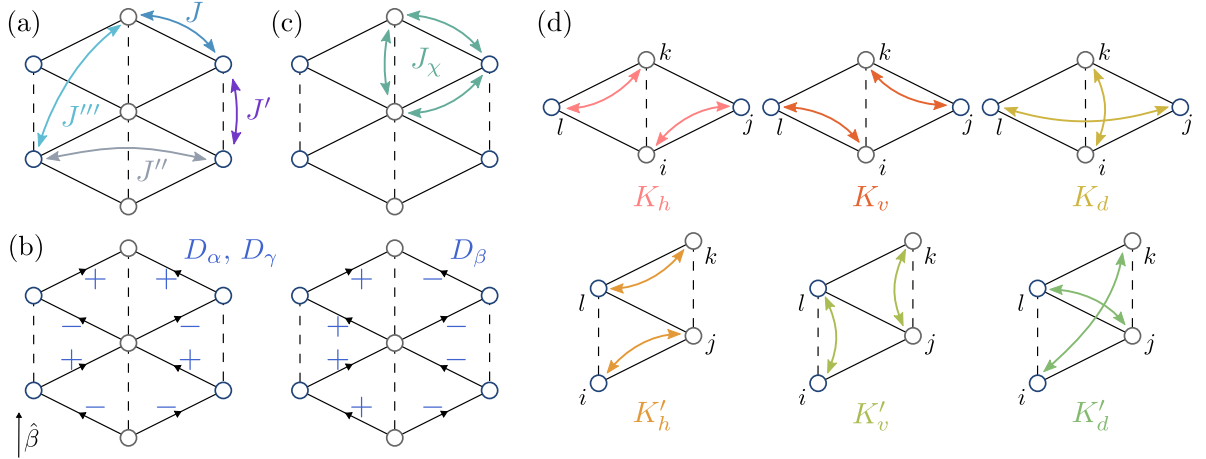 (a)
J
J''''
J'
J''
(c)
J_χ
(d)
k
l
j
i
K_h
k
l
j
i
K_v
k
l
j
i
K_d
(b)
D_α, D_γ
+ +
− −
+ +
− −
β̂
D_β
+ −
+ −
+ −
+ −
k
l
j
i
K'_h
k
l
j
i
K'_v
k
l
j
i
K'_d